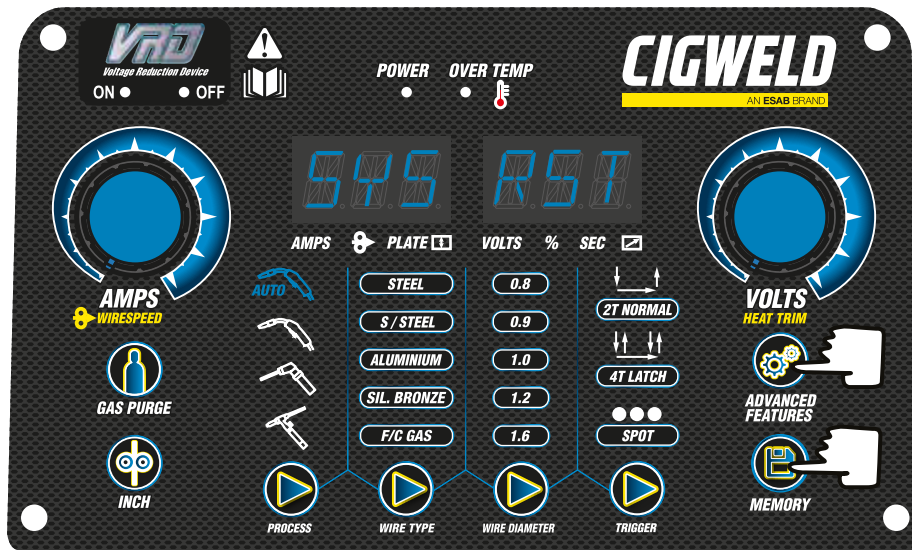 VRD
Voltage Reduction Device
ON OFF
POWER OVER TEMP
CIGWELD
AN ESAB BRAND
SYS RST
AMPS PLATE VOLTS % SEC
AMPS
WIRESPEED
GAS PURGE
INCH
AUTO
PROCESS
STEEL
S / STEEL
ALUMINIUM
SIL. BRONZE
F/C GAS
WIRE TYPE
0.8
0.9
1.0
1.2
1.6
WIRE DIAMETER
2T NORMAL
4T LATCH
SPOT
TRIGGER
VOLTS
HEAT TRIM
ADVANCED
FEATURES
MEMORY